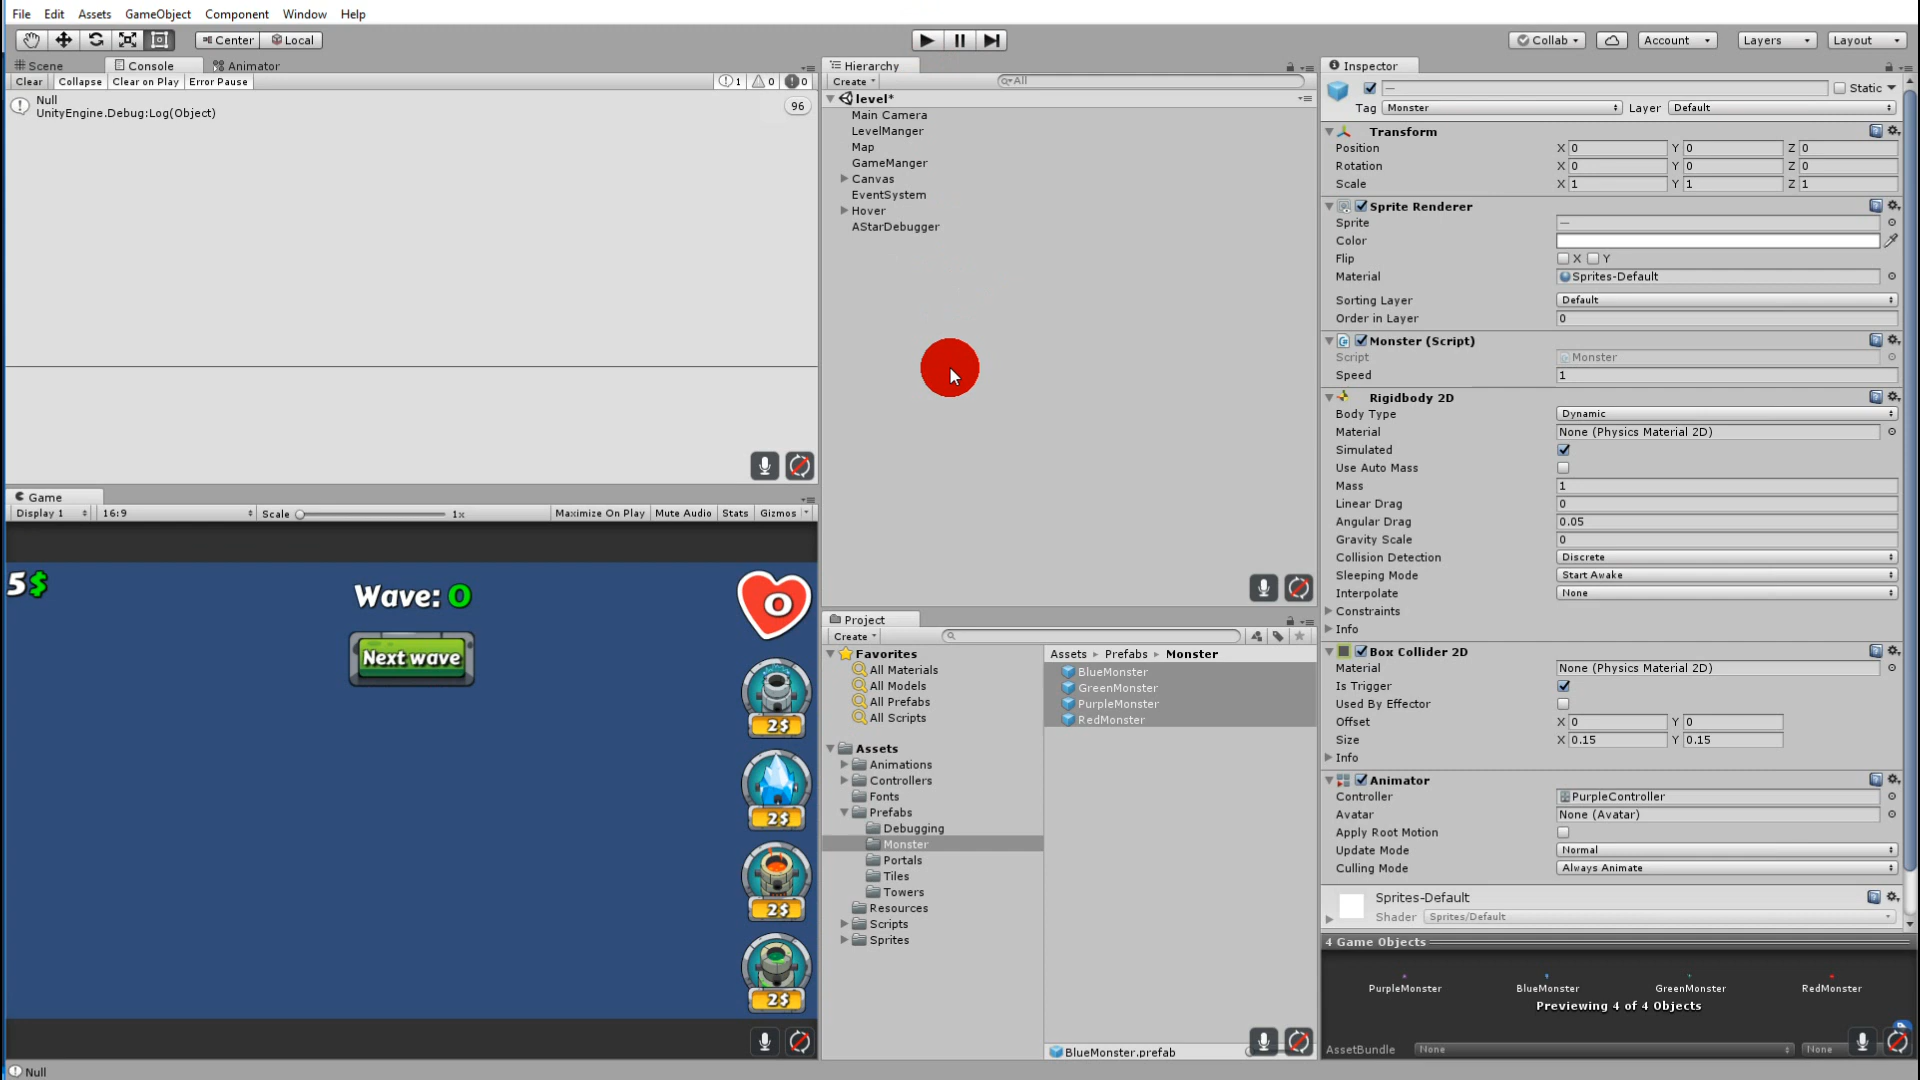 File Edit Assets GameObject Component Window Help
Center Local
Collab Account Layers Layout
Scene Console Animator
Clear Collapse Clear on Play Error Pause 1 0 0
Null
UnityEngine.Debug:Log(Object)
96
Game
Display 1 16:9 Scale 1x Maximize On Play Mute Audio Stats Gizmos
5$
Wave: 0
0
Next wave
2$
2$
2$
2$
Null
Hierarchy
Create All
level*
Main Camera
LevelManger
Map
GameManger
Canvas
EventSystem
Hover
AStarDebugger
Project
Create
Favorites
All Materials
All Models
All Prefabs
All Scripts
Assets
Animations
Controllers
Fonts
Prefabs
Debugging
Monster
Portals
Tiles
Towers
Resources
Scripts
Sprites
Assets Prefabs Monster
BlueMonster
GreenMonster
PurpleMonster
RedMonster
BlueMonster.prefab
Inspector
— Static
Tag Monster Layer Default
Transform
Position X 0 Y 0 Z 0
Rotation X 0 Y 0 Z 0
Scale X 1 Y 1 Z 1
Sprite Renderer
Sprite —
Color
Flip X Y
Material Sprites-Default
Sorting Layer Default
Order in Layer 0
Monster (Script)
Script Monster
Speed 1
Rigidbody 2D
Body Type Dynamic
Material None (Physics Material 2D)
Simulated
Use Auto Mass
Mass 1
Linear Drag 0
Angular Drag 0.05
Gravity Scale 0
Collision Detection Discrete
Sleeping Mode Start Awake
Interpolate None
Constraints
Info
Box Collider 2D
Material None (Physics Material 2D)
Is Trigger
Used By Effector
Offset X 0 Y 0
Size X 0.15 Y 0.15
Info
Animator
Controller PurpleController
Avatar None (Avatar)
Apply Root Motion
Update Mode Normal
Culling Mode Always Animate
Sprites-Default
Shader Sprites/Default
4 Game Objects
PurpleMonster BlueMonster GreenMonster RedMonster
Previewing 4 of 4 Objects
AssetBundle None None